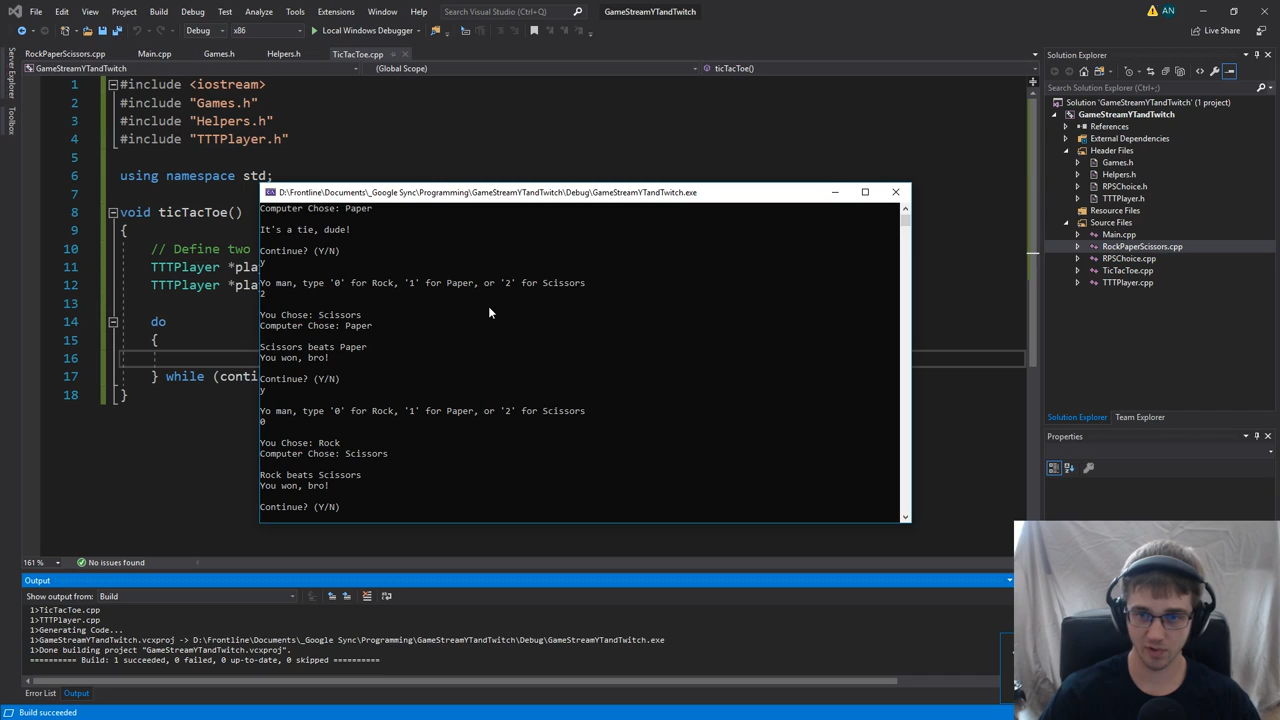 File Edit View Project Build Debug Test Analyze Tools Extensions Window Help Search Visual Studio (Ctrl+Q) GameStreamYTandTwitch AN
Debug x86 Local Windows Debugger Live Share
Server Explorer
Toolbox
RockPaperScissors.cpp Main.cpp Games.h Helpers.h TicTacToe.cpp
GameStreamYTandTwitch (Global Scope) ticTacToe()
1 #include <iostream>
2 #include "Games.h"
3 #include "Helpers.h"
4 #include "TTTPlayer.h"
5
6 using namespace std;
7
8 void ticTacToe()
9 {
10 // Define two
11 TTTPlayer *pla
12 TTTPlayer *pla
13
14 do
15 {
16
17 } while (conti
18 }
D:\Frontline\Documents\_Google Sync\Programming\GameStreamYTandTwitch\Debug\GameStreamYTandTwitch.exe
Computer Chose: Paper
It's a tie, dude!
Continue? (Y/N)
y
Yo man, type '0' for Rock, '1' for Paper, or '2' for Scissors
2
You Chose: Scissors
Computer Chose: Paper
Scissors beats Paper
You won, bro!
Continue? (Y/N)
y
Yo man, type '0' for Rock, '1' for Paper, or '2' for Scissors
0
You Chose: Rock
Computer Chose: Scissors
Rock beats Scissors
You won, bro!
Continue? (Y/N)
Solution Explorer
Search Solution Explorer (Ctrl+;)
Solution 'GameStreamYTandTwitch' (1 project)
GameStreamYTandTwitch
References
External Dependencies
Header Files
Games.h
Helpers.h
RPSChoice.h
TTTPlayer.h
Resource Files
Source Files
Main.cpp
RockPaperScissors.cpp
RPSChoice.cpp
TicTacToe.cpp
TTTPlayer.cpp
Solution Explorer Team Explorer
Properties
161 % No issues found
Output
Show output from: Build
1>TicTacToe.cpp
1>TTTPlayer.cpp
1>Generating Code...
1>GameStreamYTandTwitch.vcxproj -> D:\Frontline\Documents\_Google Sync\Programming\GameStreamYTandTwitch\Debug\GameStreamYTandTwitch.exe
1>Done building project "GameStreamYTandTwitch.vcxproj".
========== Build: 1 succeeded, 0 failed, 0 up-to-date, 0 skipped ==========
Error List Output
Build succeeded